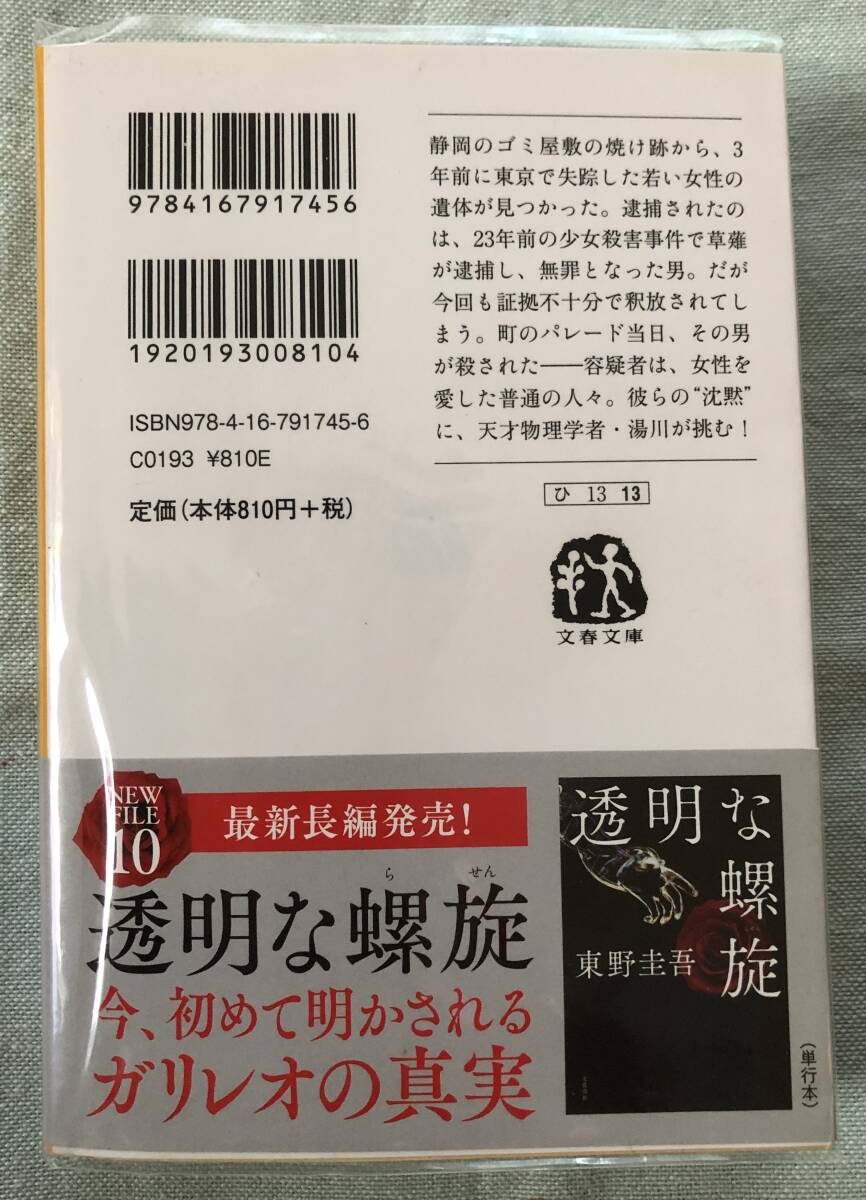 9784167917456
1920193008104
ISBN978-4-16-791745-6
C0193 ¥810E
定価(本体810円+税)
静岡のゴミ屋敷の焼け跡から、3
年前に東京で失踪した若い女性の
遺体が見つかった。逮捕されたの
は、23年前の少女殺害事件で草薙
が逮捕し、無罪となった男。だが
今回も証拠不十分で釈放されてし
まう。町のパレード当日、その男
が殺された──容疑者は、女性を
愛した普通の人々。彼らの“沈黙”
に、天才物理学者・湯川が挑む!
ひ 13 13
文春文庫
NEW
FILE
10
最新長編発売!
ら せん
透明な螺旋
今、初めて明かされる
ガリレオの真実
透明な
螺旋
東野圭吾
(単行本)